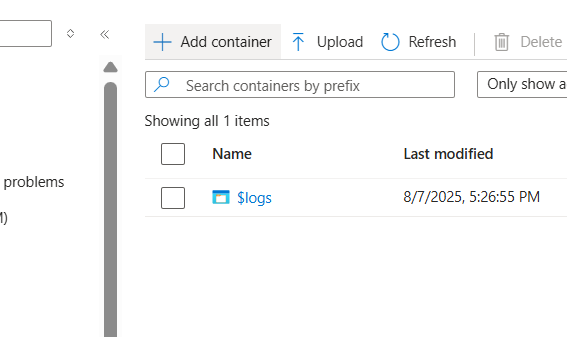 Add container Upload Refresh Delete
Search containers by prefix Only show a
Showing all 1 items
Name Last modified
problems
$logs 8/7/2025, 5:26:55 PM
)